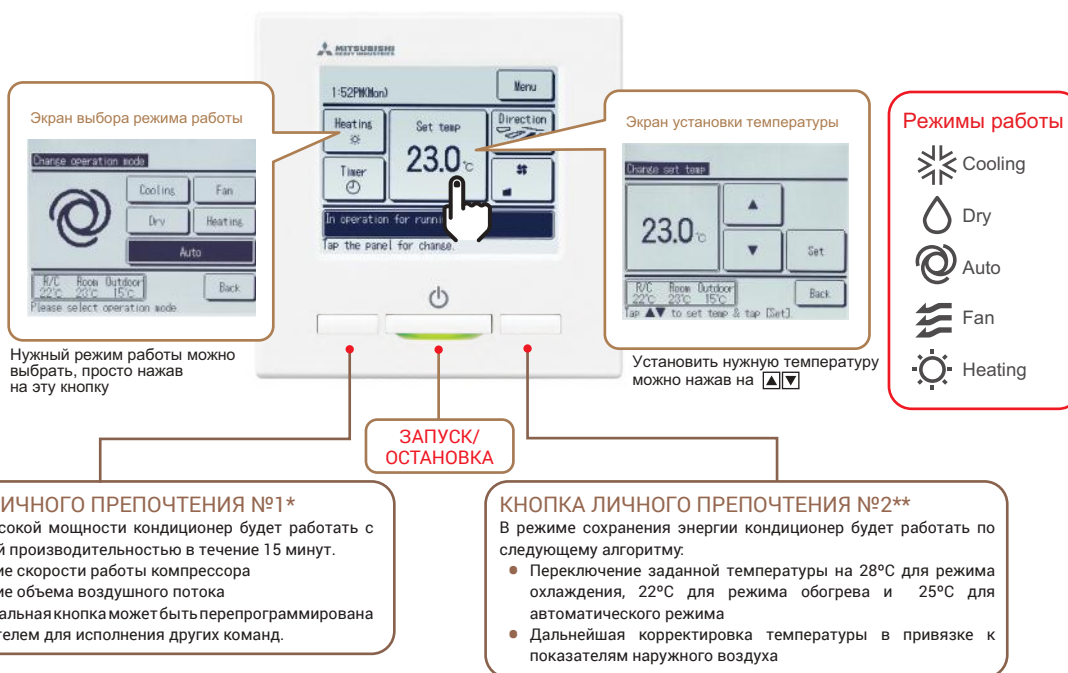 MITSUBISHI
HEAVY INDUSTRIES
1:52PM(Mon)
Menu
Heating
Set temp
Direction
23.0°C
Timer
In operation for runni
Tap the panel for change.
Экран выбора режима работы
Change operation mode
Cooling
Fan
Dry
Heating
Auto
R/C Room Outdoor
22°C 23°C 15°C
Back
Please select operation mode
Нужный режим работы можно
выбрать, просто нажав
на эту кнопку
Экран установки температуры
Change set temp
23.0°C
▲
▼
Set
R/C Room Outdoor
22°C 23°C 15°C
Back
Tap ▲▼ to set temp & tap [Set].
Установить нужную температуру
можно нажав на ▲▼
Режимы работы
Cooling
Dry
Auto
Fan
Heating
ЗАПУСК/
ОСТАНОВКА
ИЧНОГО ПРЕПОЧТЕНИЯ №1*
сокой мощности кондиционер будет работать с
й производительностью в течение 15 минут.
ие скорости работы компрессора
ие объема воздушного потока
альная кнопка может быть перепрограммирована
телем для исполнения других команд.
КНОПКА ЛИЧНОГО ПРЕПОЧТЕНИЯ №2**
В режиме сохранения энергии кондиционер будет работать по
следующему алгоритму:
• Переключение заданной температуры на 28ºС для режима
охлаждения, 22ºС для режима обогрева и 25ºС для
автоматического режима
• Дальнейшая корректировка температуры в привязке к
показателям наружного воздуха